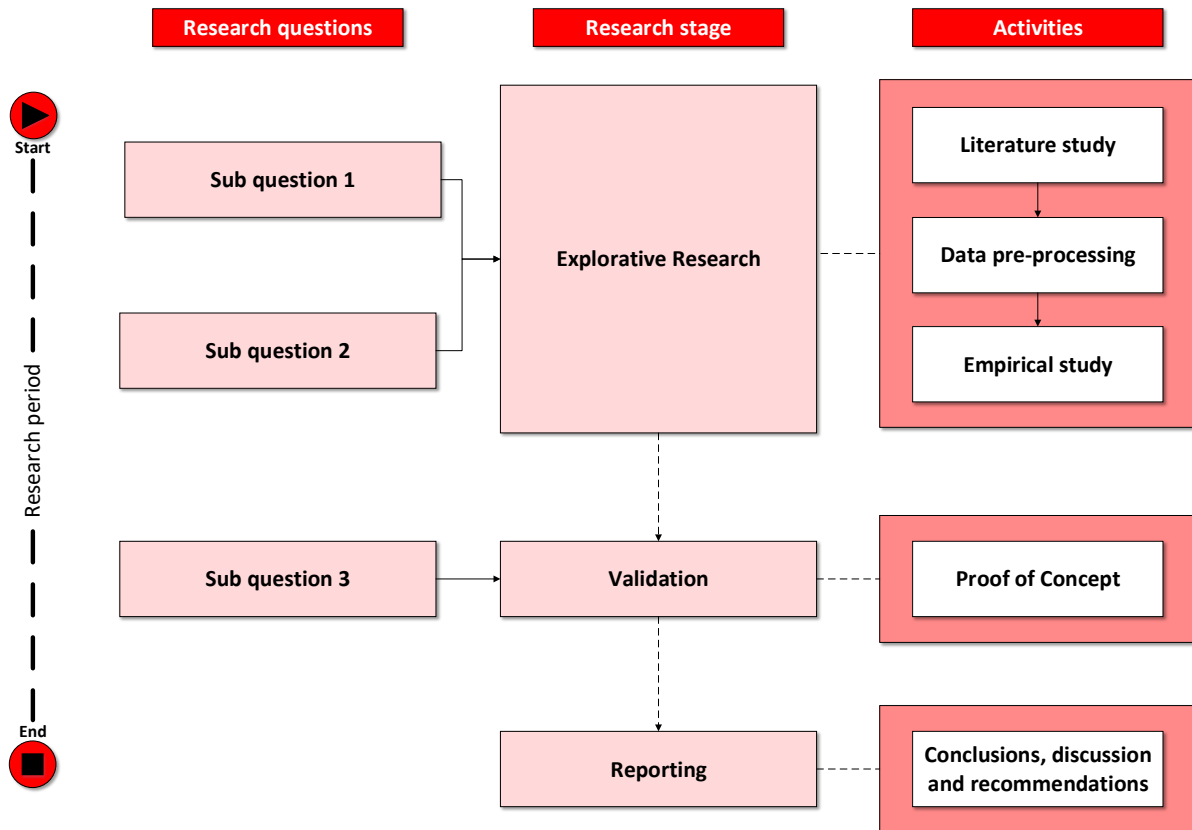 Research questions
Research stage
Activities
Start
Research period
End
Sub question 1
Sub question 2
Explorative Research
Literature study
Data pre-processing
Empirical study
Sub question 3
Validation
Proof of Concept
Reporting
Conclusions, discussion
and recommendations